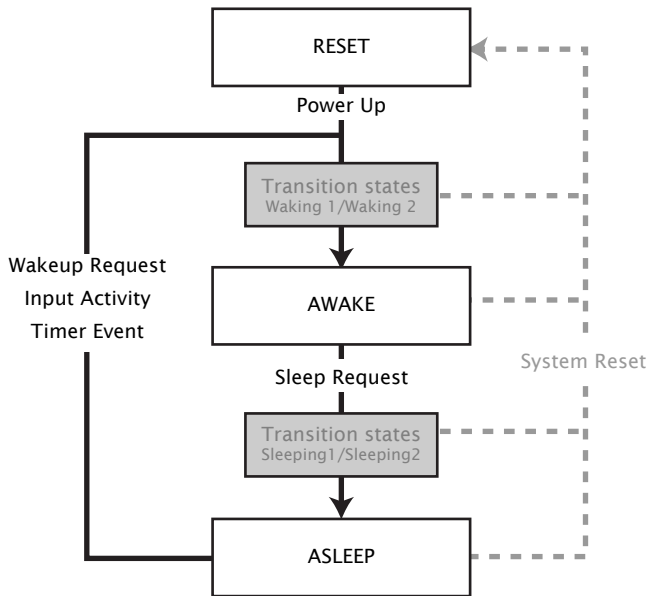 RESET
Power Up
Transition states
Waking 1/Waking 2
Wakeup Request
Input Activity
Timer Event
AWAKE
System Reset
Sleep Request
Transition states
Sleeping1/Sleeping2
ASLEEP